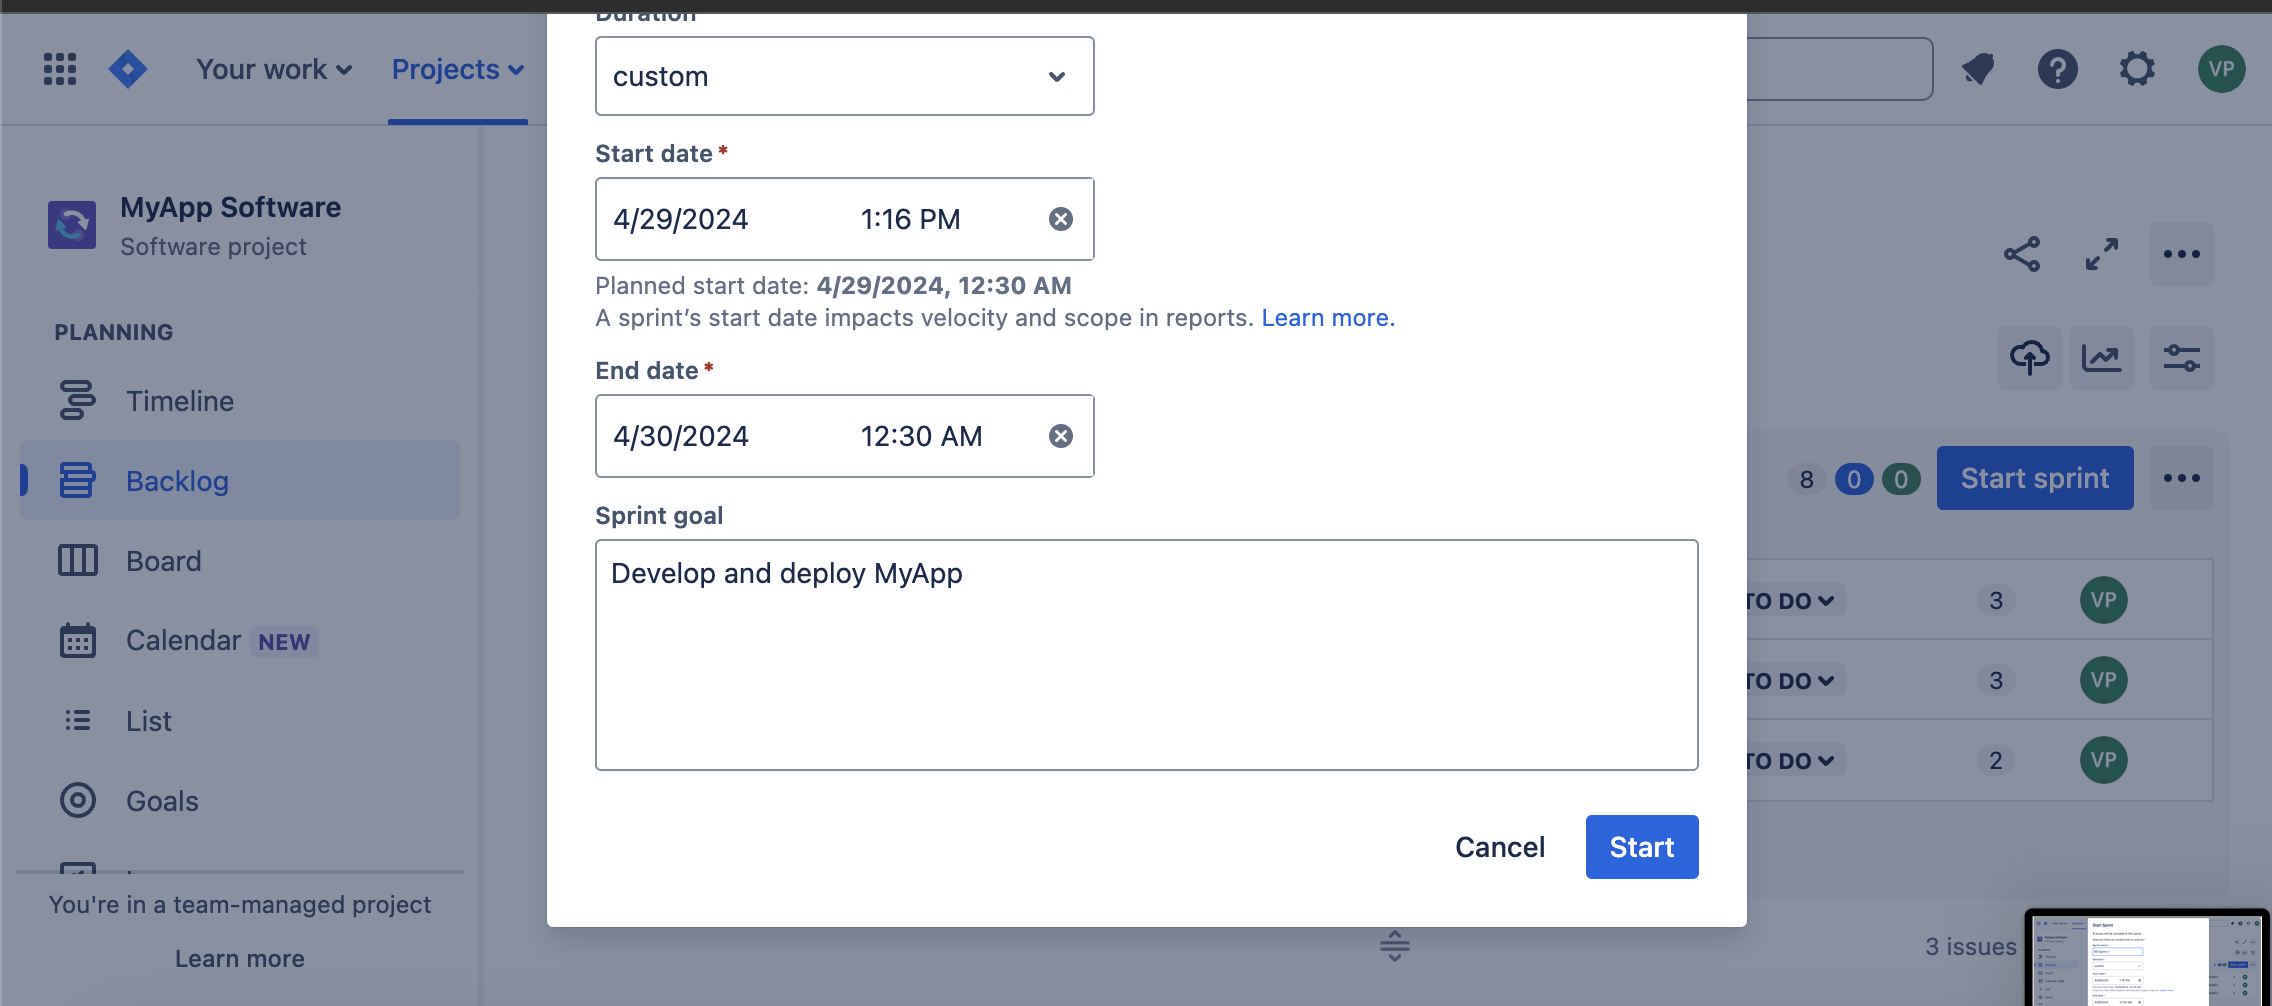 Duration
Your work
Projects
custom
VP
Start date *
4/29/2024 1:16 PM
Planned start date: 4/29/2024, 12:30 AM
A sprint’s start date impacts velocity and scope in reports. Learn more.
End date *
4/30/2024 12:30 AM
Sprint goal
Develop and deploy MyApp
Cancel
Start
MyApp Software
Software project
PLANNING
Timeline
Backlog
Board
Calendar NEW
List
Goals
You're in a team-managed project
Learn more
8 0 0 Start sprint
TO DO 3 VP
TO DO 3 VP
TO DO 2 VP
3 issues